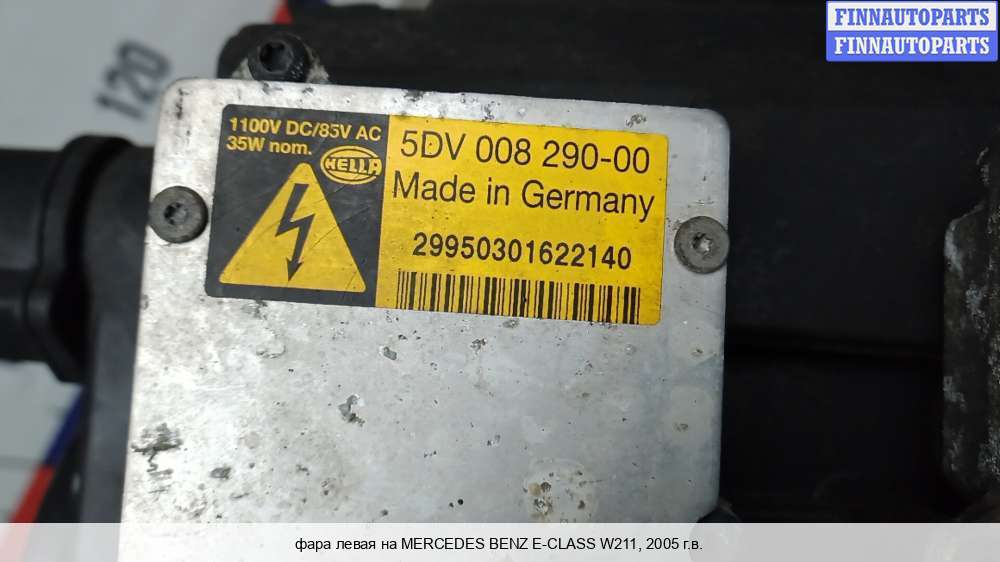 FINNAUTOPARTS
FINNAUTOPARTS
120
1100V DC/85V AC
35W nom.
HELLA
5DV 008 290-00
Made in Germany
29950301622140
фара левая на MERCEDES BENZ E-CLASS W211, 2005 г.в.